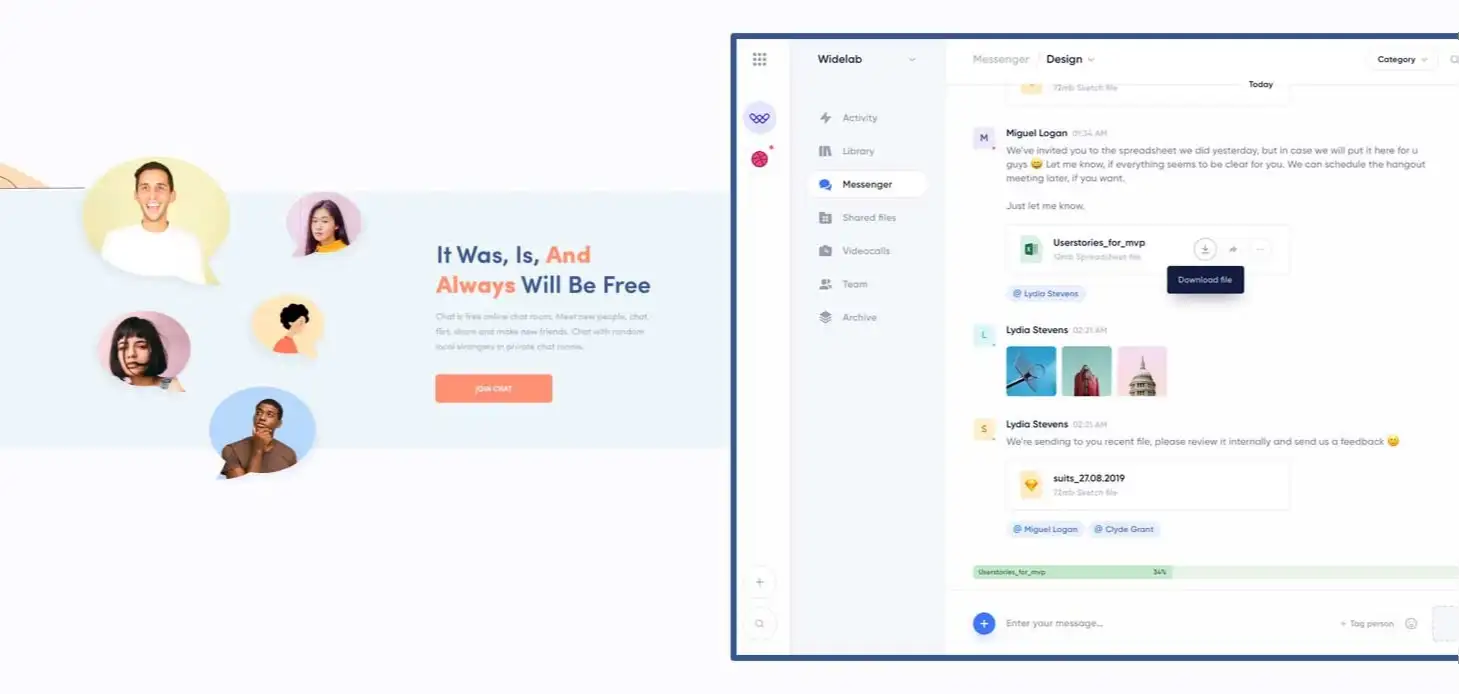 It Was, Is, And
Always Will Be Free
Chat is free online chat room. Meet new people, chat,
flirt, share and make new friends. Chat with random
local strangers in private chat rooms.
JOIN CHAT
Widelab
Activity
Library
Messenger
Shared files
Videocalls
Team
Archive
Messenger Design
Category
72mb Sketch file
Today
M
Miguel Logan 09:34 AM
We've invited you to the spreadsheet we did yesterday, but in case we will put it here for u
guys 😄 Let me know, if everything seems to be clear for you. We can schedule the hangout
meeting later, if you want.
Just let me know.
Userstories_for_mvp
12mb Spreadsheet file
Download file
@ Lydia Stevens
L
Lydia Stevens 02:21 AM
S
Lydia Stevens 02:21 AM
We're sending to you recent file, please review it internally and send us a feedback 😄
suits_27.08.2019
72mb Sketch file
@ Miguel Logan @ Clyde Grant
Userstories_for_mvp 34%
Enter your message...
+ Tag person